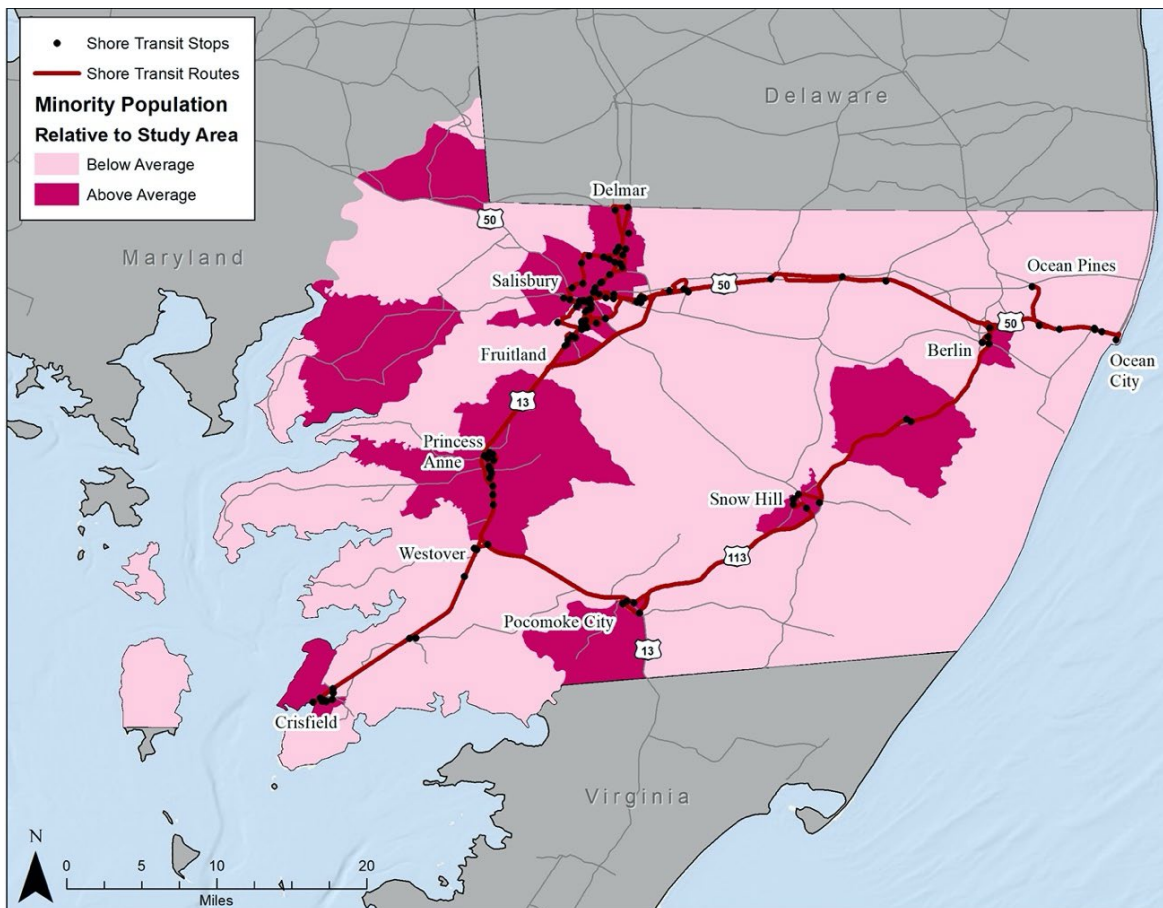 Shore Transit Stops
Shore Transit Routes
Minority Population
Relative to Study Area
Below Average
Above Average
Delaware
Maryland
Virginia
Delmar
50
Salisbury
50
Ocean Pines
50
Berlin
Ocean
City
Fruitland
13
Princess
Anne
Snow Hill
Westover
113
Pocomoke City
13
Crisfield
N
0 5 10 20
Miles